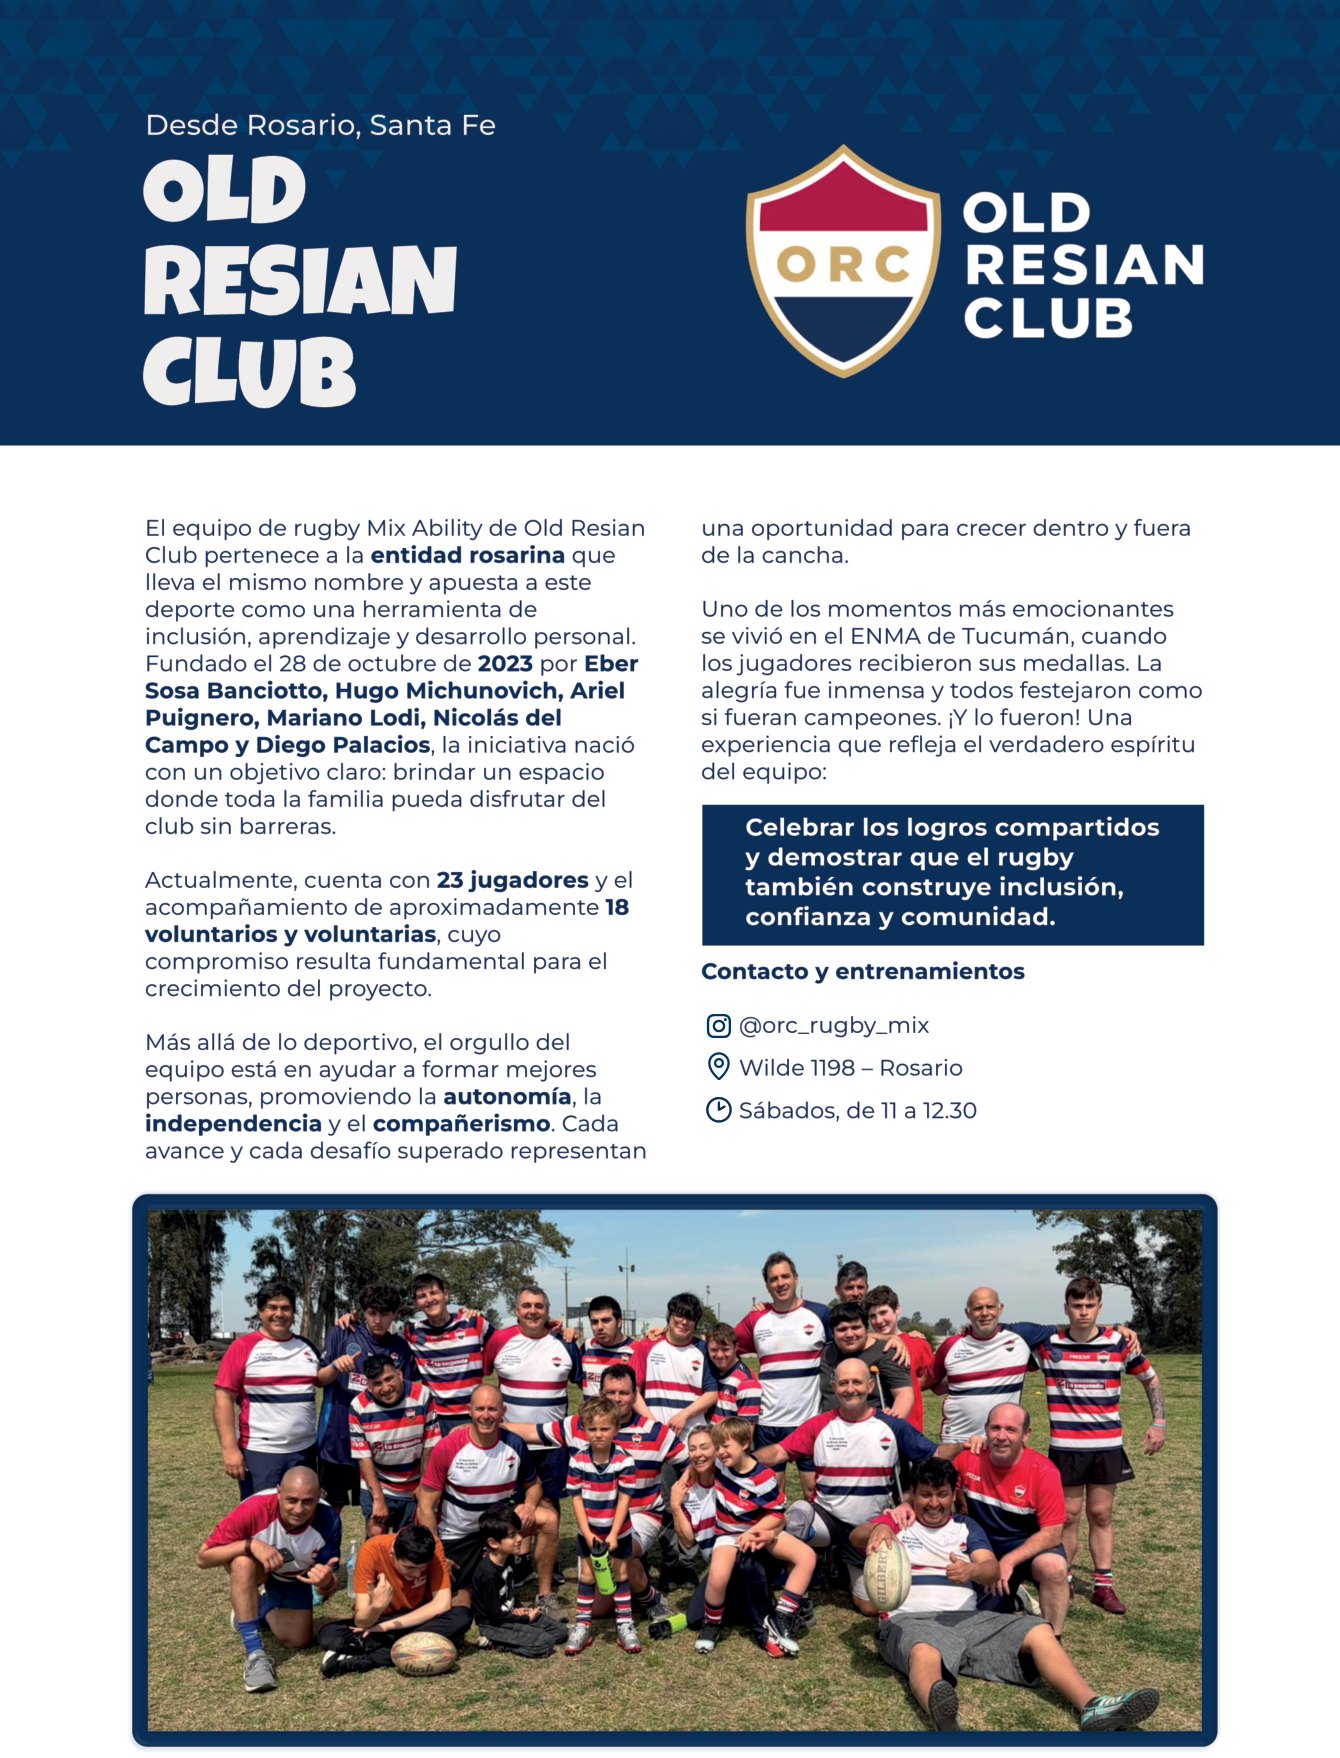 Desde Rosario, Santa Fe
OLD
RESIAN
CLUB
ORC
OLD
RESIAN
CLUB
El equipo de rugby Mix Ability de Old Resian
Club pertenece a la entidad rosarina que
lleva el mismo nombre y apuesta a este
deporte como una herramienta de
inclusión, aprendizaje y desarrollo personal.
Fundado el 28 de octubre de 2023 por Eber
Sosa Banciotto, Hugo Michunovich, Ariel
Puignero, Mariano Lodi, Nicolás del
Campo y Diego Palacios, la iniciativa nació
con un objetivo claro: brindar un espacio
donde toda la familia pueda disfrutar del
club sin barreras.
Actualmente, cuenta con 23 jugadores y el
acompañamiento de aproximadamente 18
voluntarios y voluntarias, cuyo
compromiso resulta fundamental para el
crecimiento del proyecto.
Más allá de lo deportivo, el orgullo del
equipo está en ayudar a formar mejores
personas, promoviendo la autonomía, la
independencia y el compañerismo. Cada
avance y cada desafío superado representan
una oportunidad para crecer dentro y fuera
de la cancha.
Uno de los momentos más emocionantes
se vivió en el ENMA de Tucumán, cuando
los jugadores recibieron sus medallas. La
alegría fue inmensa y todos festejaron como
si fueran campeones. ¡Y lo fueron! Una
experiencia que refleja el verdadero espíritu
del equipo:
Celebrar los logros compartidos
y demostrar que el rugby
también construye inclusión,
confianza y comunidad.
Contacto y entrenamientos
@orc_rugby_mix
Wilde 1198 – Rosario
Sábados, de 11 a 12.30
GILBERT